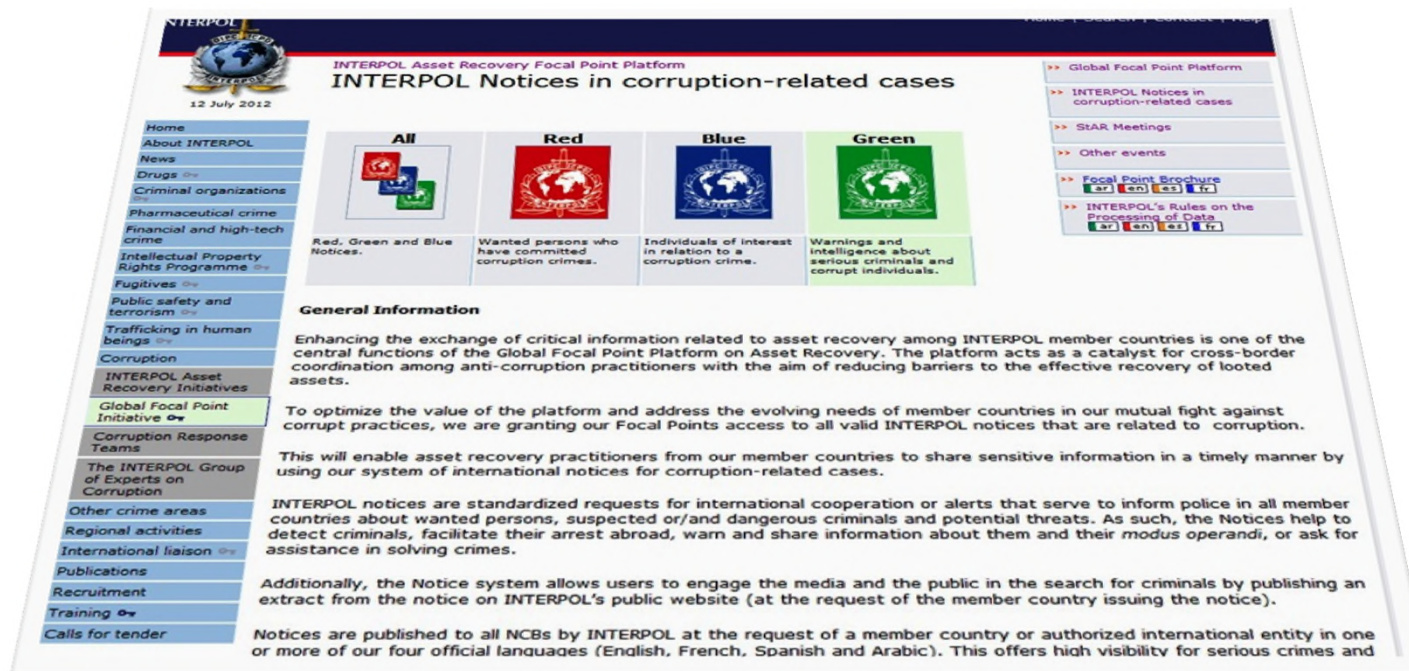 INTERPOL
Home | Search | Contact | Help
OIPC ICPO
INTERPOL
12 July 2012
INTERPOL Asset Recovery Focal Point Platform
INTERPOL Notices in corruption-related cases
Home
About INTERPOL
News
Drugs
Criminal organizations
Pharmaceutical crime
Financial and high-tech
crime
Intellectual Property
Rights Programme
Fugitives
Public safety and
terrorism
Trafficking in human
beings
Corruption
INTERPOL Asset
Recovery Initiatives
Global Focal Point
Initiative
Corruption Response
Teams
The INTERPOL Group
of Experts on
Corruption
Other crime areas
Regional activities
International liaison
Publications
Recruitment
Training
Calls for tender
All
Red, Green and Blue
Notices.
Red
Wanted persons who
have committed
corruption crimes.
Blue
Individuals of interest
in relation to a
corruption crime.
Green
Warnings and
intelligence about
serious criminals and
corrupt individuals.
>> Global Focal Point Platform
>> INTERPOL Notices in
corruption-related cases
>> StAR Meetings
>> Other events
>> Focal Point Brochure
ar en es fr
>> INTERPOL's Rules on the
Processing of Data
ar en es fr
General Information
Enhancing the exchange of critical information related to asset recovery among INTERPOL member countries is one of the
central functions of the Global Focal Point Platform on Asset Recovery. The platform acts as a catalyst for cross-border
coordination among anti-corruption practitioners with the aim of reducing barriers to the effective recovery of looted
assets.
To optimize the value of the platform and address the evolving needs of member countries in our mutual fight against
corrupt practices, we are granting our Focal Points access to all valid INTERPOL notices that are related to corruption.
This will enable asset recovery practitioners from our member countries to share sensitive information in a timely manner by
using our system of international notices for corruption-related cases.
INTERPOL notices are standardized requests for international cooperation or alerts that serve to inform police in all member
countries about wanted persons, suspected or/and dangerous criminals and potential threats. As such, the Notices help to
detect criminals, facilitate their arrest abroad, warn and share information about them and their modus operandi, or ask for
assistance in solving crimes.
Additionally, the Notice system allows users to engage the media and the public in the search for criminals by publishing an
extract from the notice on INTERPOL's public website (at the request of the member country issuing the notice).
Notices are published to all NCBs by INTERPOL at the request of a member country or authorized international entity in one
or more of our four official languages (English, French, Spanish and Arabic). This offers high visibility for serious crimes and